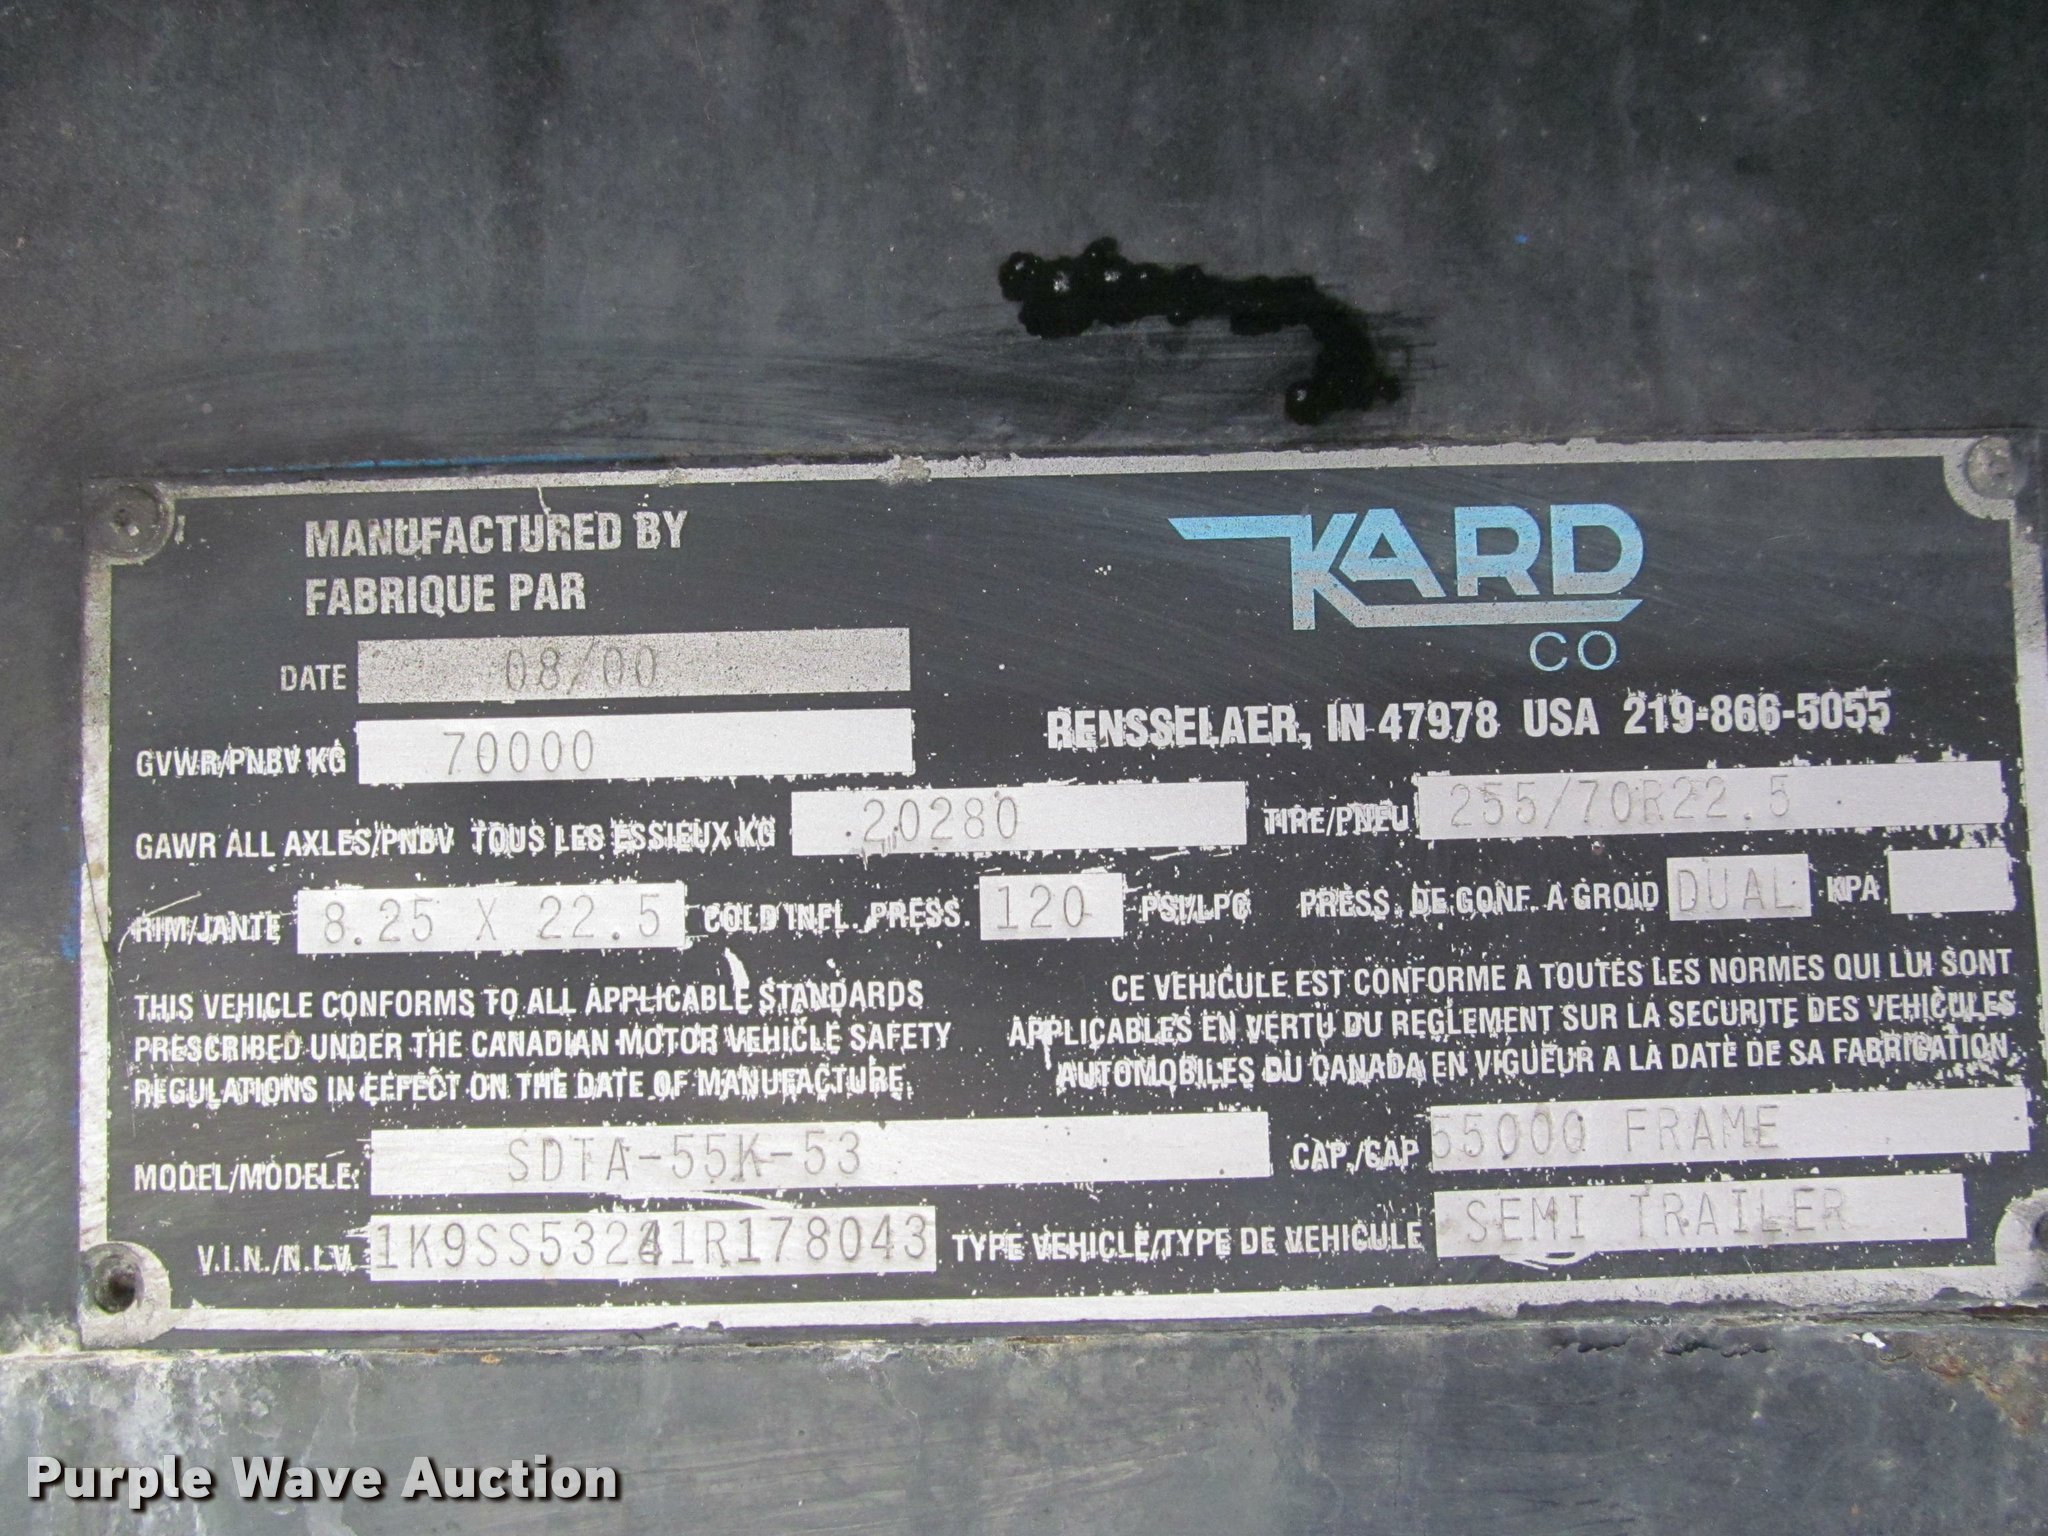 MANUFACTURED BY
FABRIQUE PAR
KARD
CO
DATE 08/00
RENSSELAER, IN 47978 USA 219-866-5055
GVWR/PNBV KG 70000
GAWR ALL AXLES/PNBV TOUS LES ESSIEUX KG 20280 TIRE/PNEU 255/70R22.5
RIM/JANTE 8.25 X 22.5 COLD INFL. PRESS. 120 PSI/LPC PRESS. DE GONF. A GROID DUAL KPA
THIS VEHICLE CONFORMS TO ALL APPLICABLE STANDARDS
PRESCRIBED UNDER THE CANADIAN MOTOR VEHICLE SAFETY
REGULATIONS IN EFFECT ON THE DATE OF MANUFACTURE.
CE VEHICULE EST CONFORME A TOUTES LES NORMES QUI LUI SONT
APPLICABLES EN VERTU DU REGLEMENT SUR LA SECURITE DES VEHICULES
AUTOMOBILES DU CANADA EN VIGUEUR A LA DATE DE SA FABRICATION.
MODEL/MODELE SDTA-55K-53 CAP./CAP 55000 FRAME
V.I.N./N.I.V. TYPE VEHICLE/TYPE DE VEHICULE SEMI TRAILER
Purple Wave Auction